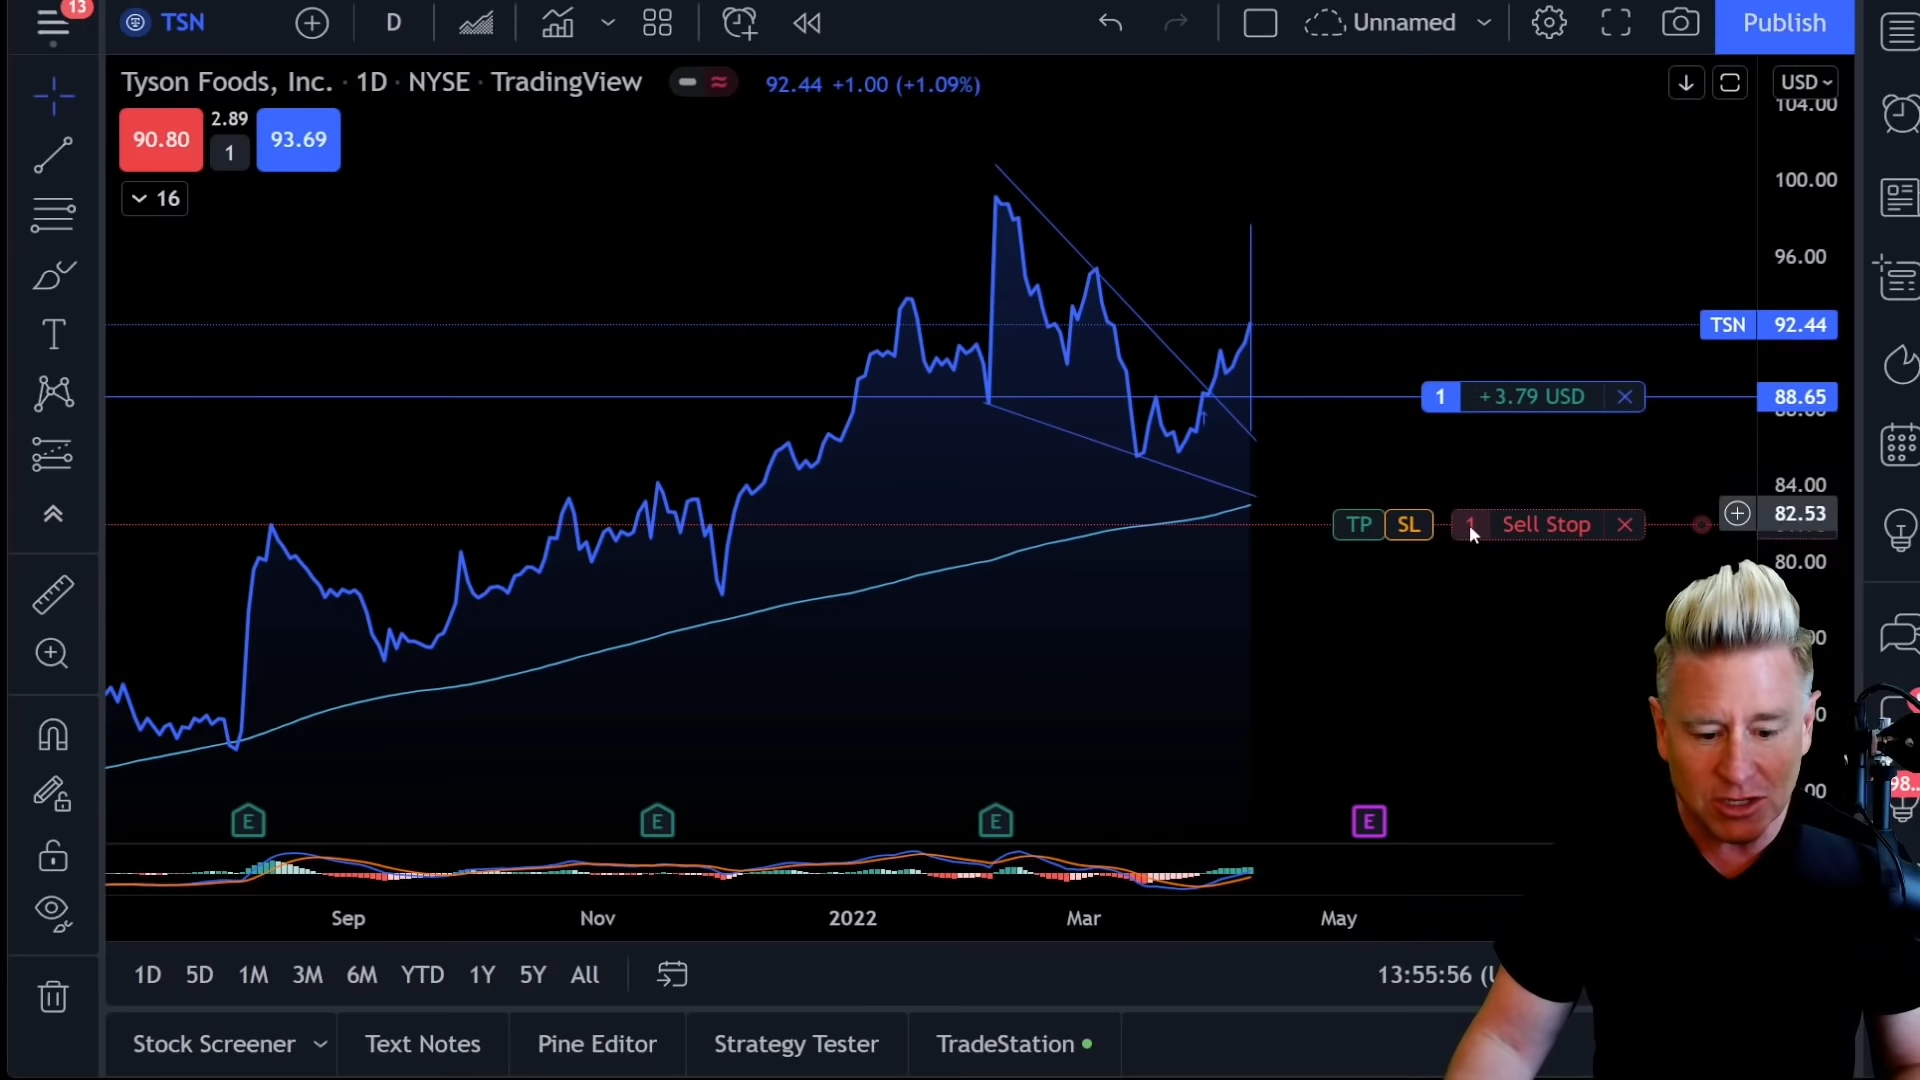 13
TSN
D
Unnamed
Publish
Tyson Foods, Inc. · 1D · NYSE · TradingView
92.44 +1.00 (+1.09%)
USD
90.80
2.89
1
93.69
16
104.00
100.00
96.00
TSN 92.44
1 +3.79 USD
88.65
84.00
TP SL
1 Sell Stop
82.53
80.00
E
E
E
E
Sep
Nov
2022
Mar
May
1D
5D
1M
3M
6M
YTD
1Y
5Y
All
13:55:56
Stock Screener
Text Notes
Pine Editor
Strategy Tester
TradeStation